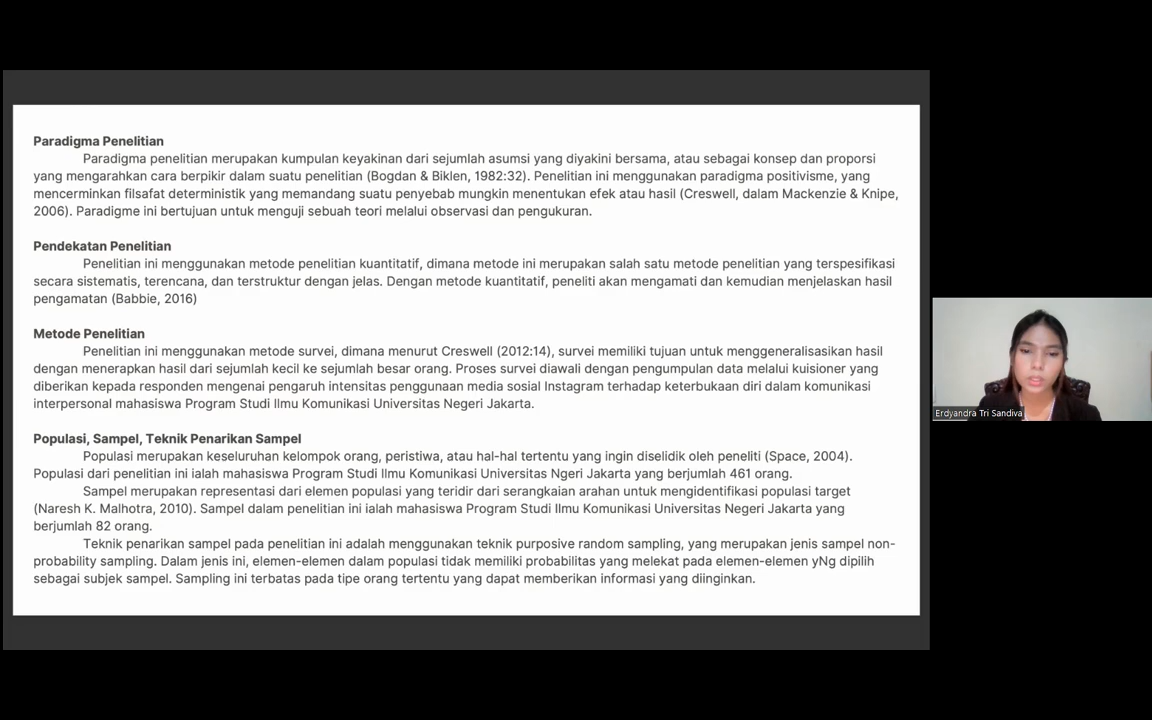 Paradigma Penelitian
Paradigma penelitian merupakan kumpulan keyakinan dari sejumlah asumsi yang diyakini bersama, atau sebagai konsep dan proporsi
yang mengarahkan cara berpikir dalam suatu penelitian (Bogdan & Biklen, 1982:32). Penelitian ini menggunakan paradigma positivisme, yang
mencerminkan filsafat deterministik yang memandang suatu penyebab mungkin menentukan efek atau hasil (Creswell, dalam Mackenzie & Knipe,
2006). Paradigme ini bertujuan untuk menguji sebuah teori melalui observasi dan pengukuran.
Pendekatan Penelitian
Penelitian ini menggunakan metode penelitian kuantitatif, dimana metode ini merupakan salah satu metode penelitian yang terspesifikasi
secara sistematis, terencana, dan terstruktur dengan jelas. Dengan metode kuantitatif, peneliti akan mengamati dan kemudian menjelaskan hasil
pengamatan (Babbie, 2016)
Metode Penelitian
Penelitian ini menggunakan metode survei, dimana menurut Creswell (2012:14), survei memiliki tujuan untuk menggeneralisasikan hasil
dengan menerapkan hasil dari sejumlah kecil ke sejumlah besar orang. Proses survei diawali dengan pengumpulan data melalui kuisioner yang
diberikan kepada responden mengenai pengaruh intensitas penggunaan media sosial Instagram terhadap keterbukaan diri dalam komunikasi
interpersonal mahasiswa Program Studi Ilmu Komunikasi Universitas Negeri Jakarta.
Populasi, Sampel, Teknik Penarikan Sampel
Populasi merupakan keseluruhan kelompok orang, peristiwa, atau hal-hal tertentu yang ingin diselidik oleh peneliti (Space, 2004).
Populasi dari penelitian ini ialah mahasiswa Program Studi Ilmu Komunikasi Universitas Ngeri Jakarta yang berjumlah 461 orang.
Sampel merupakan representasi dari elemen populasi yang teridir dari serangkaian arahan untuk mengidentifikasi populasi target
(Naresh K. Malhotra, 2010). Sampel dalam penelitian ini ialah mahasiswa Program Studi Ilmu Komunikasi Universitas Negeri Jakarta yang
berjumlah 82 orang.
Teknik penarikan sampel pada penelitian ini adalah menggunakan teknik purposive random sampling, yang merupakan jenis sampel non-
probability sampling. Dalam jenis ini, elemen-elemen dalam populasi tidak memiliki probabilitas yang melekat pada elemen-elemen yNg dipilih
sebagai subjek sampel. Sampling ini terbatas pada tipe orang tertentu yang dapat memberikan informasi yang diinginkan.
Erdyandra Tri Sandiva